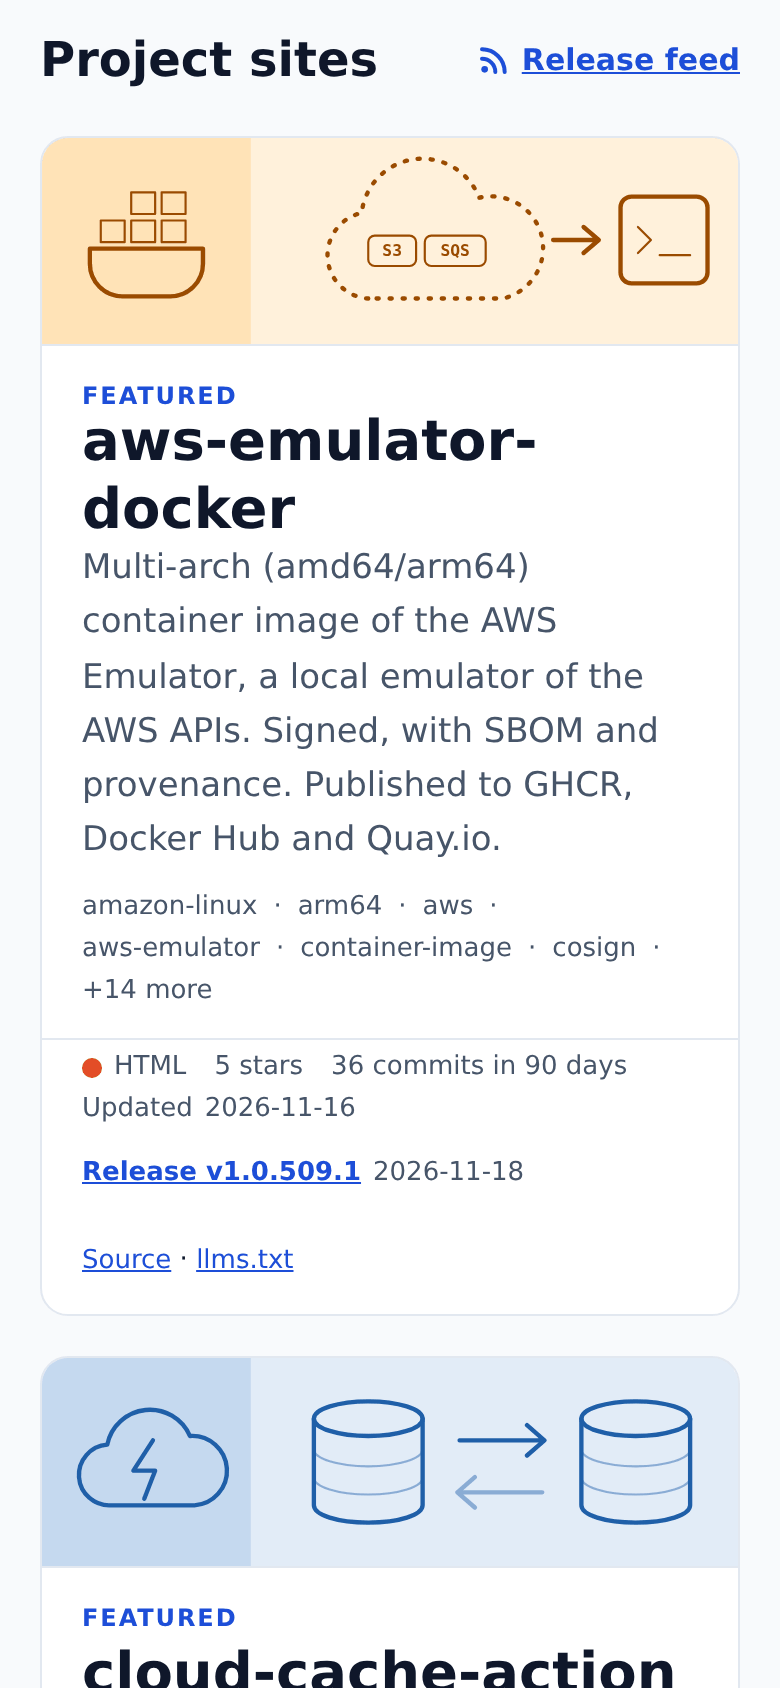 Project sites
Release feed
S3 SQS
FEATURED
aws-emulator-
docker
Multi-arch (amd64/arm64)
container image of the AWS
Emulator, a local emulator of the
AWS APIs. Signed, with SBOM and
provenance. Published to GHCR,
Docker Hub and Quay.io.
amazon-linux · arm64 · aws ·
aws-emulator · container-image · cosign ·
+14 more
HTML 5 stars 36 commits in 90 days
Updated 2026-11-16
Release v1.0.509.1 2026-11-18
Source · llms.txt
FEATURED
cloud-cache-action